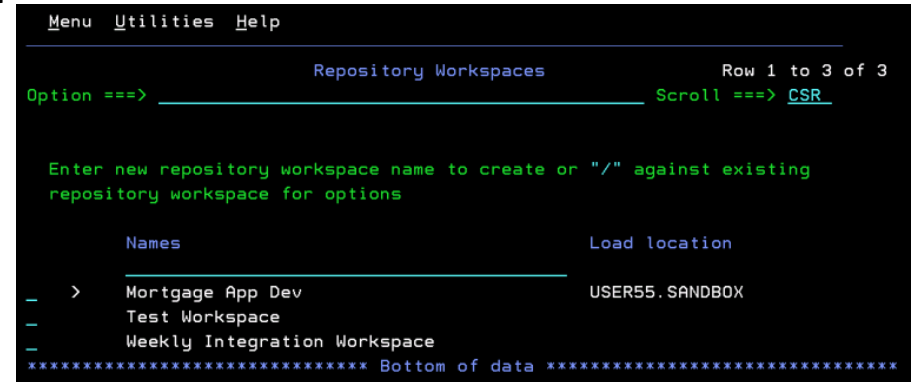 Menu Utilities Help
Repository Workspaces Row 1 to 3 of 3
Option ===> Scroll ===> CSR
Enter new repository workspace name to create or "/" against existing
repository workspace for options
Names Load location
_ > Mortgage App Dev USER55.SANDBOX
_ Test Workspace
_ Weekly Integration Workspace
******************************* Bottom of data ********************************